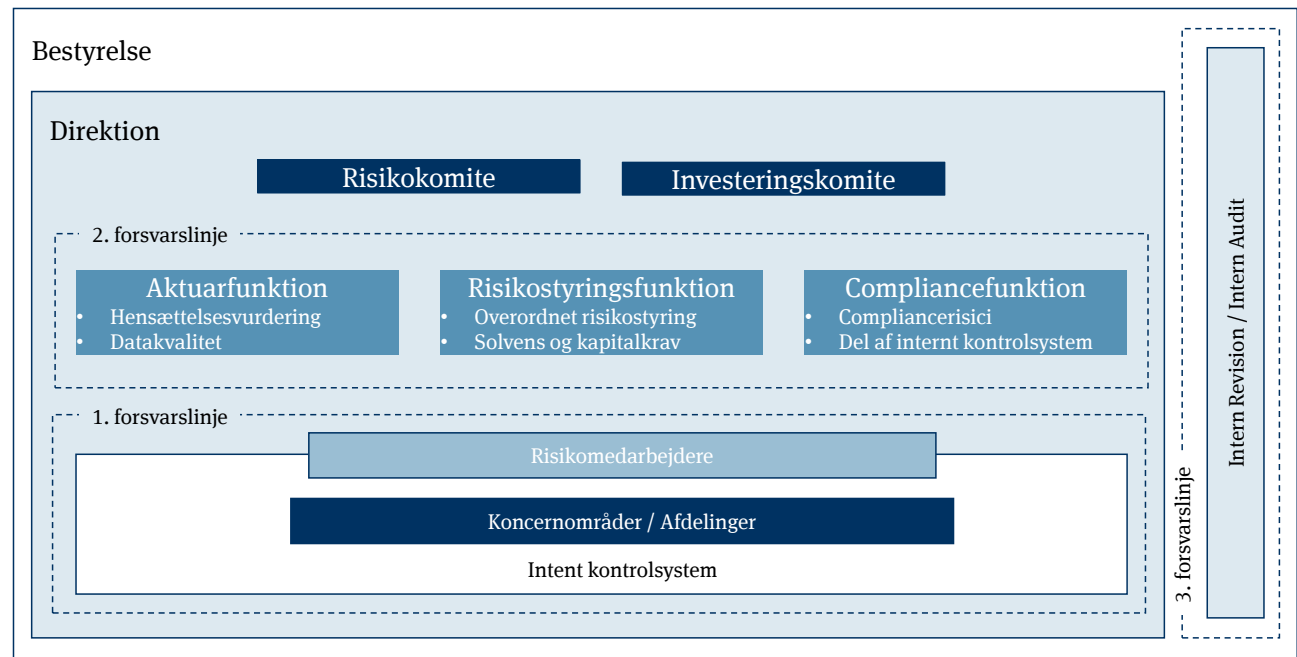 Bestyrelse
Direktion
Risikokomite
Investeringskomite
2. forsvarslinje
Aktuarfunktion
• Hensættelsesvurdering
• Datakvalitet
Risikostyringsfunktion
• Overordnet risikostyring
• Solvens og kapitalkrav
Compliancefunktion
• Compliancerisici
• Del af internt kontrolsystem
1. forsvarslinje
Risikomedarbejdere
Koncernområder / Afdelinger
Intent kontrolsystem
3. forsvarslinje
Intern Revision / Intern Audit